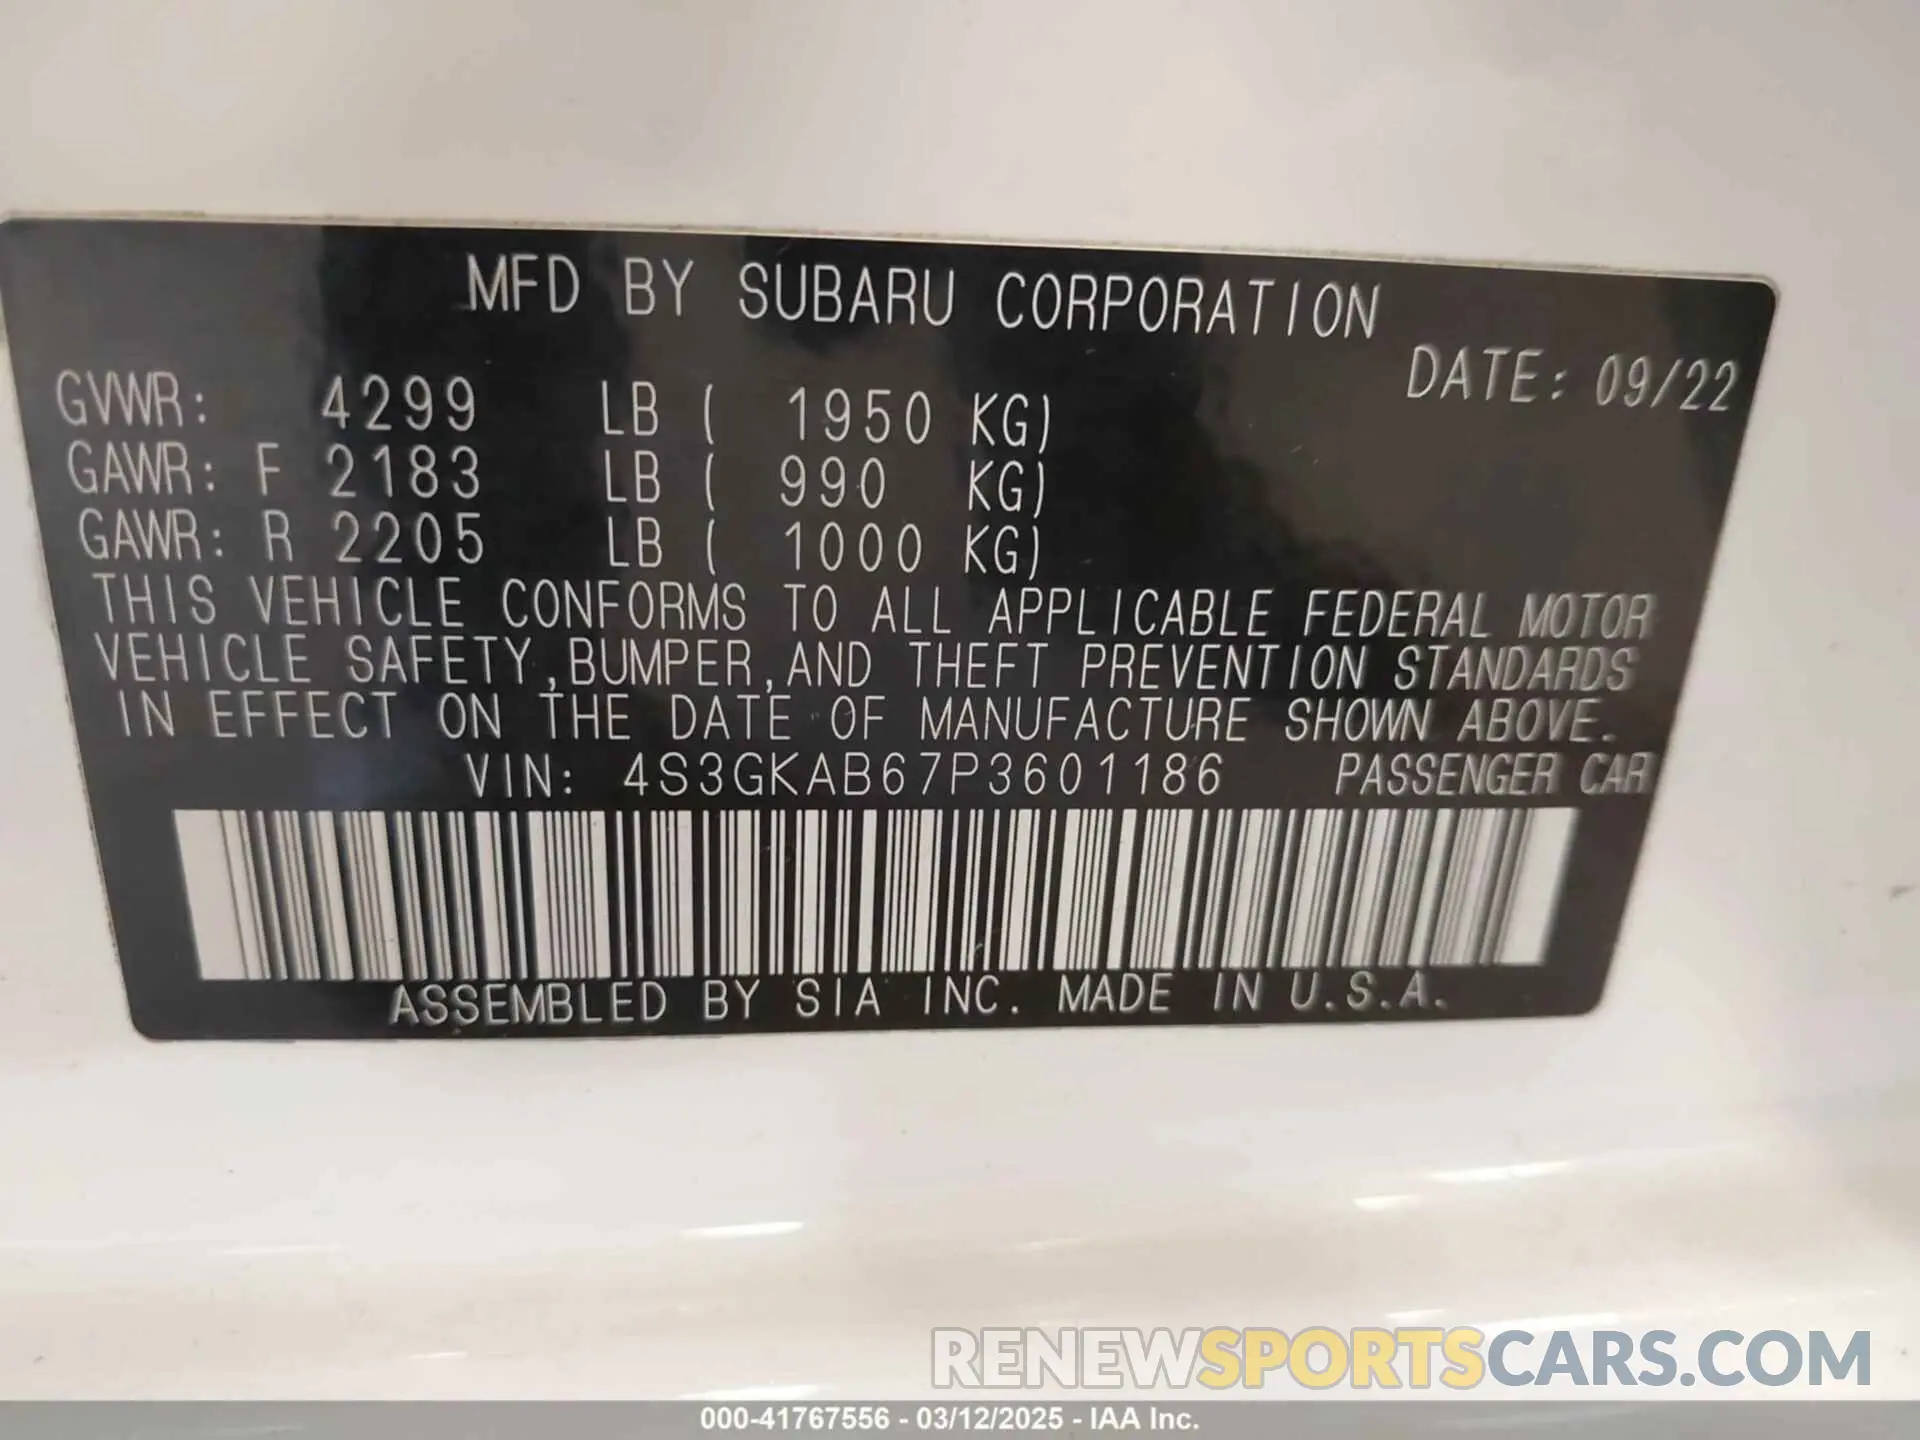 MFD BY SUBARU CORPORATION
DATE: 09/22
GVWR: 4299 LB ( 1950 KG)
GAWR: F 2183 LB ( 990 KG)
GAWR: R 2205 LB ( 1000 KG)
THIS VEHICLE CONFORMS TO ALL APPLICABLE FEDERAL MOTOR
VEHICLE SAFETY,BUMPER,AND THEFT PREVENTION STANDARDS
IN EFFECT ON THE DATE OF MANUFACTURE SHOWN ABOVE.
VIN: 4S3GKAB67P3601186 PASSENGER CAR
ASSEMBLED BY SIA INC. MADE IN U.S.A.
RENEWSPORTSCARS.COM
000-41767556 - 03/12/2025 - IAA Inc.